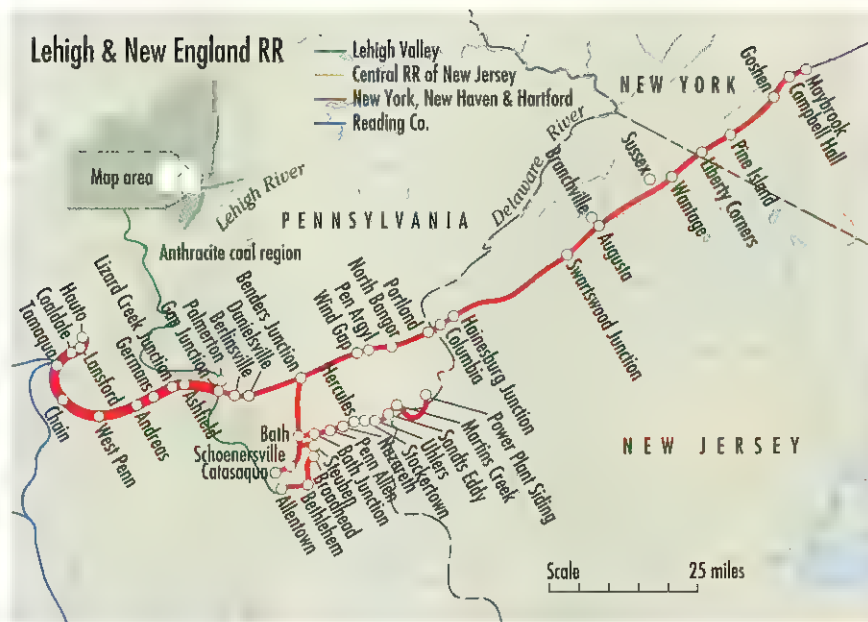 Lehigh & New England RR
Lehigh Valley
Central RR of New Jersey
New York, New Haven & Hartford
Reading Co.
NEW YORK
Goshen
Maybrook
Campbell Hall
Map area
Lehigh River
PENNSYLVANIA
Delaware River
Anthracite coal region
Branchville
Sussex
Pine Island
Liberty Corners
Wantage
Augusta
Swartswood Junction
Hauto
Coaldale
Tamaqua
Lansford
Lizard Creek Junction
Germans
Gap Junction
Palmerton
Berlinsville
Danielsville
Benders Junction
Wind Gap
Pen Argyl
North Bangor
Portland
Columbia
Hainesburg Junction
Chain
West Penn
Andreas
Ashfield
Hercules
Bath
Schoenersville
Catasaqua
Allentown
Bethlehem
Broadhead
Steuben
Bath Junction
Penn Allen
Nazareth
Stockertown
Uhlers
Sandts Eddy
Martins Creek
Power Plant Siding
NEW JERSEY
Scale
25 miles